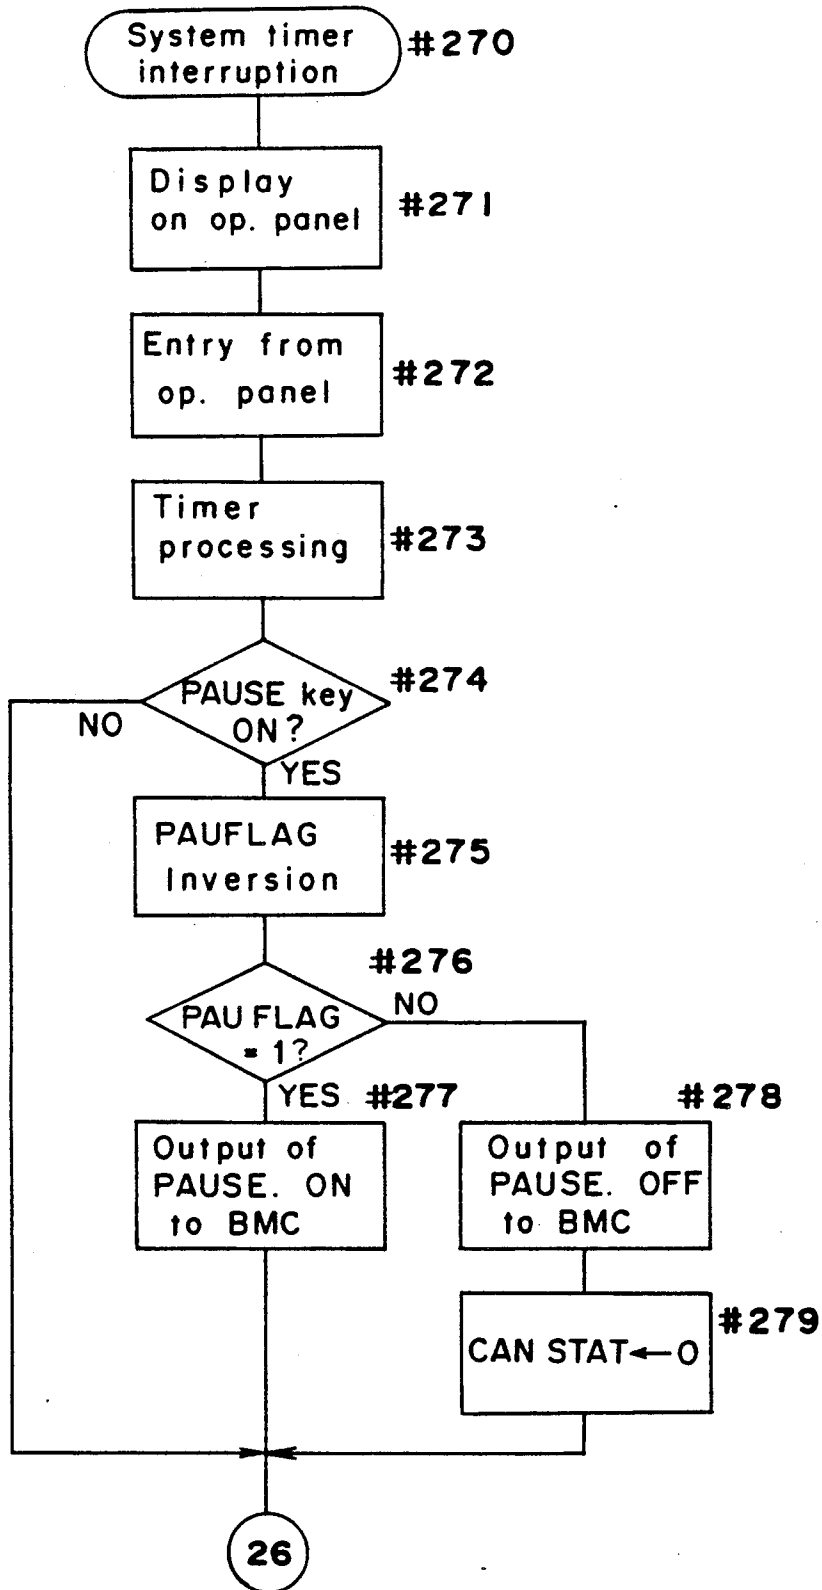 System timer
interruption
#270
Display
on op. panel
#271
Entry from
op. panel
#272
Timer
processing
#273
PAUSE key
ON?
#274
NO
YES
PAUFLAG
Inversion
#275
#276
PAU FLAG
= 1?
NO
YES
#277
#278
Output of
PAUSE. ON
to BMC
Output of
PAUSE. OFF
to BMC
#279
CAN STAT←0
26